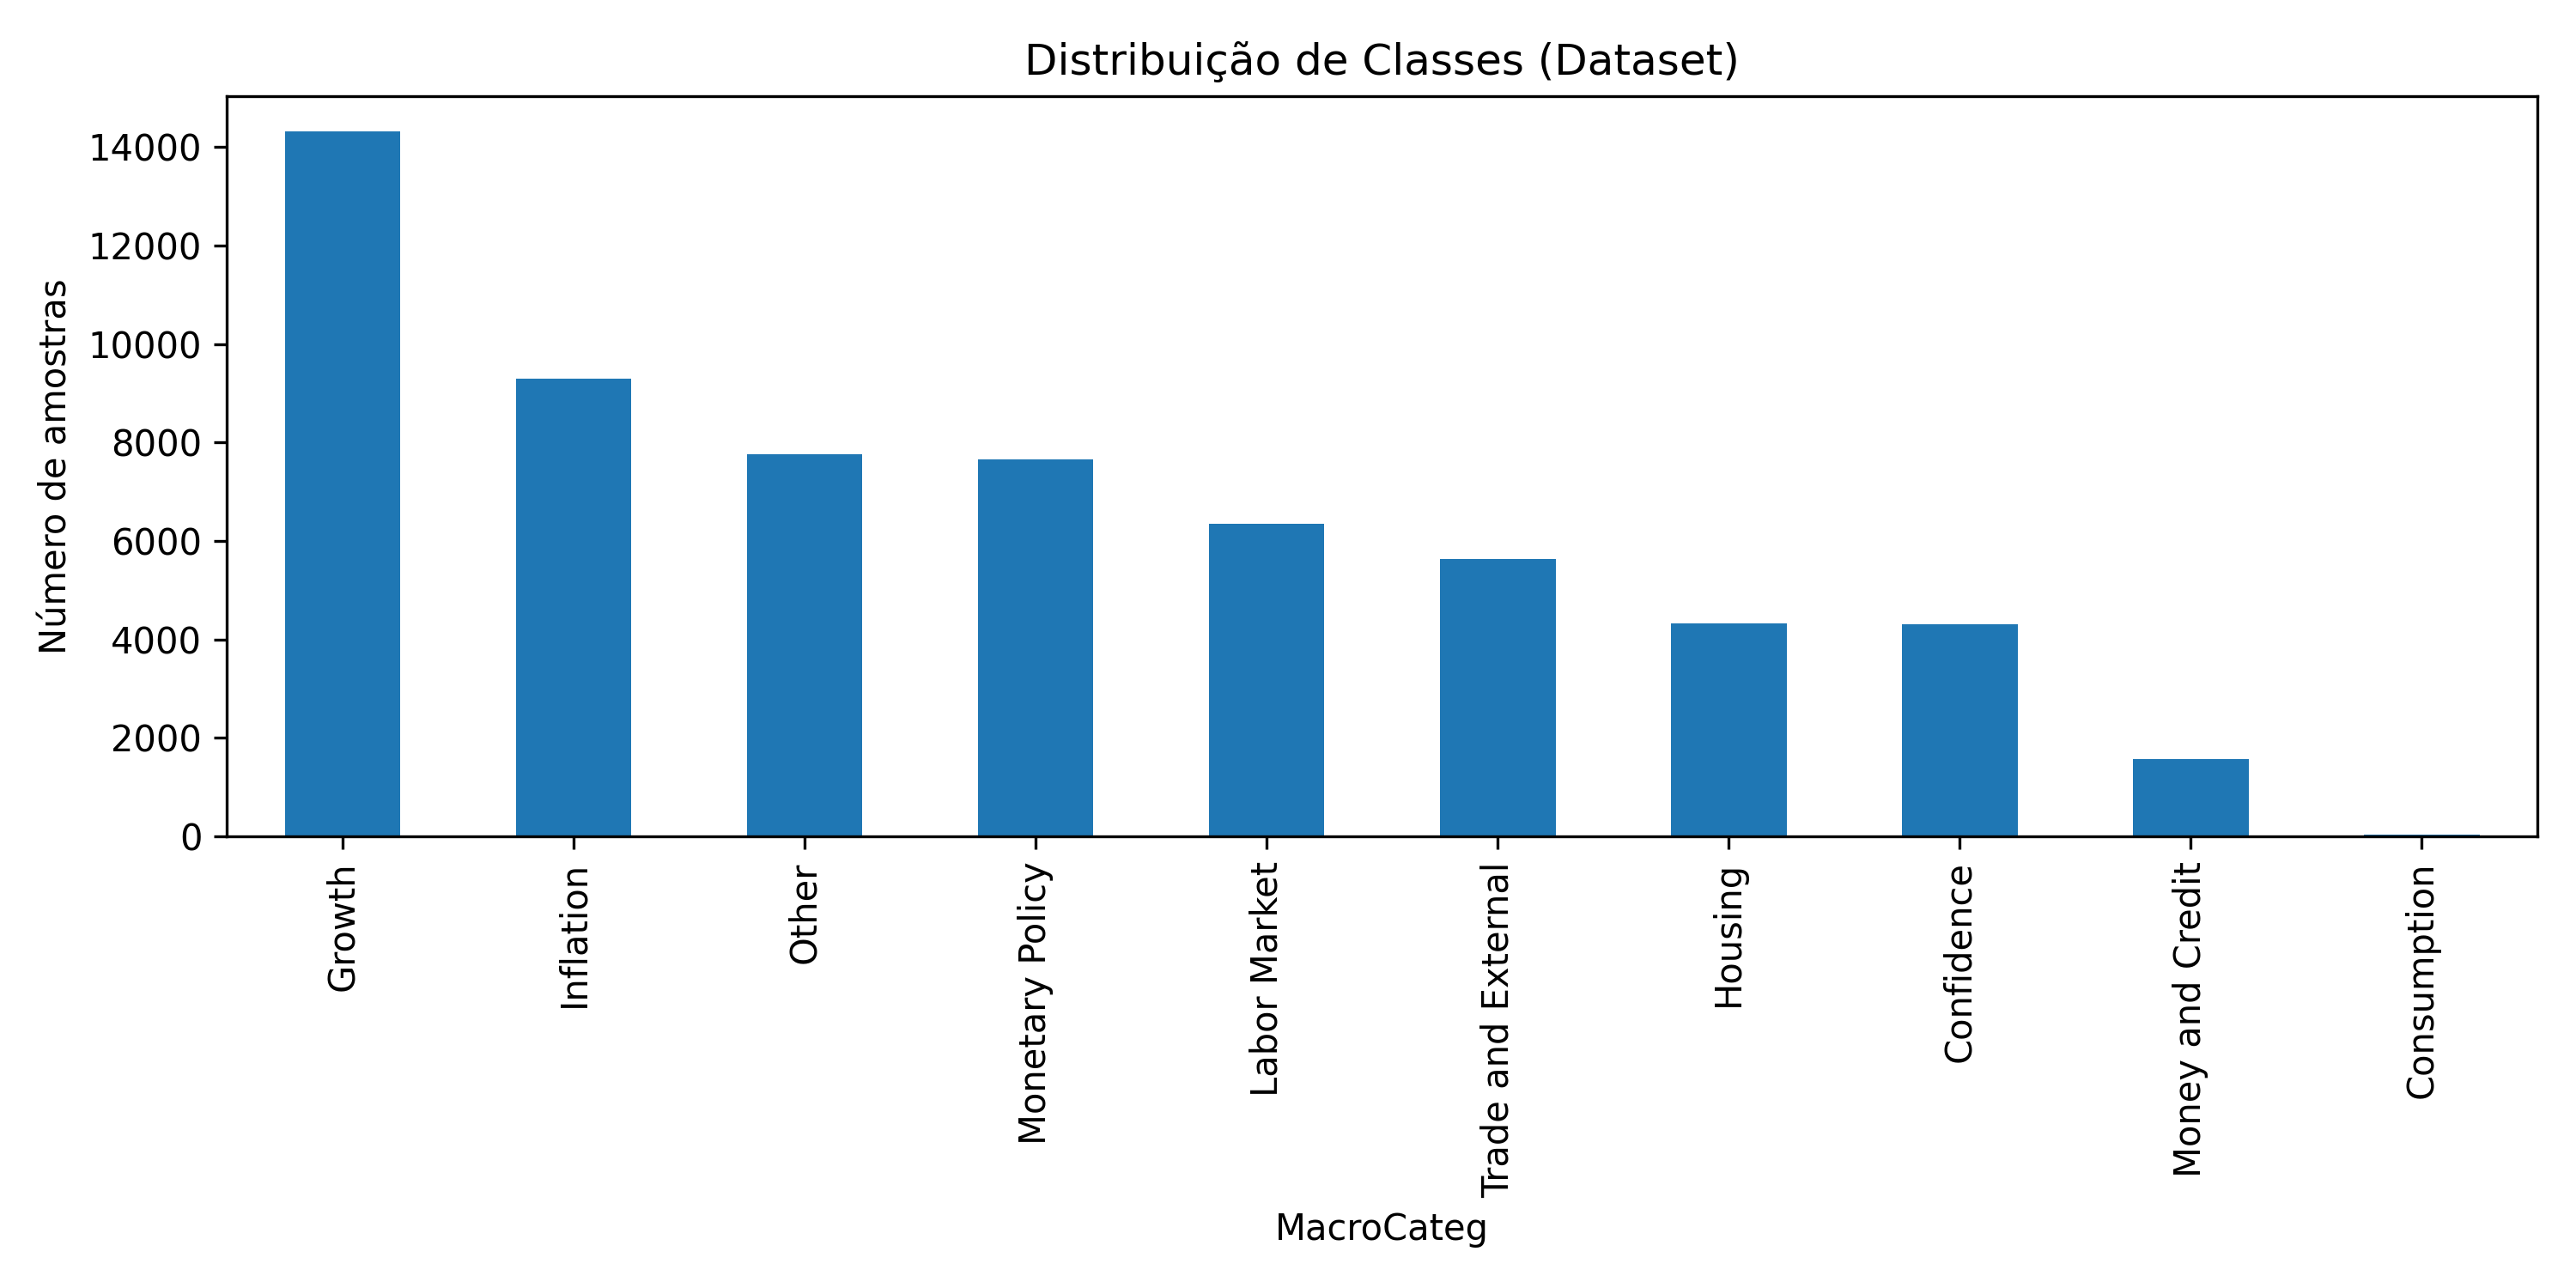 Distribuição de Classes (Dataset)
Número de amostras
14000
12000
10000
8000
6000
4000
2000
0
Growth
Inflation
Other
Monetary Policy
Labor Market
Trade and External
Housing
Confidence
Money and Credit
Consumption
MacroCateg